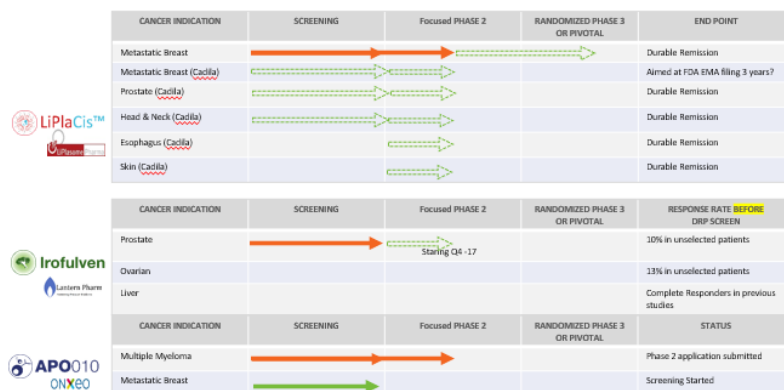 CANCER INDICATION SCREENING Focused PHASE 2 RANDOMIZED PHASE 3 OR PIVOTAL END POINT
Metastatic Breast Durable Remission
Metastatic Breast (Cadila) Aimed at FDA EMA filing 3 years?
Prostate (Cadila) Durable Remission
LiPlaCis™
Head & Neck (Cadila) Durable Remission
LiPlasome Pharma
Esophagus (Cadila) Durable Remission
Skin (Cadila) Durable Remission
CANCER INDICATION SCREENING Focused PHASE 2 RANDOMIZED PHASE 3 OR PIVOTAL RESPONSE RATE BEFORE DRP SCREEN
Prostate 10% in unselected patients
Staring Q4 -17
Irofulven
Ovarian 13% in unselected patients
Lantern Pharm
Liver Complete Responders in previous studies
CANCER INDICATION SCREENING Focused PHASE 2 RANDOMIZED PHASE 3 OR PIVOTAL STATUS
Multiple Myeloma Phase 2 application submitted
APO010
ONXEO
Metastatic Breast Screening Started